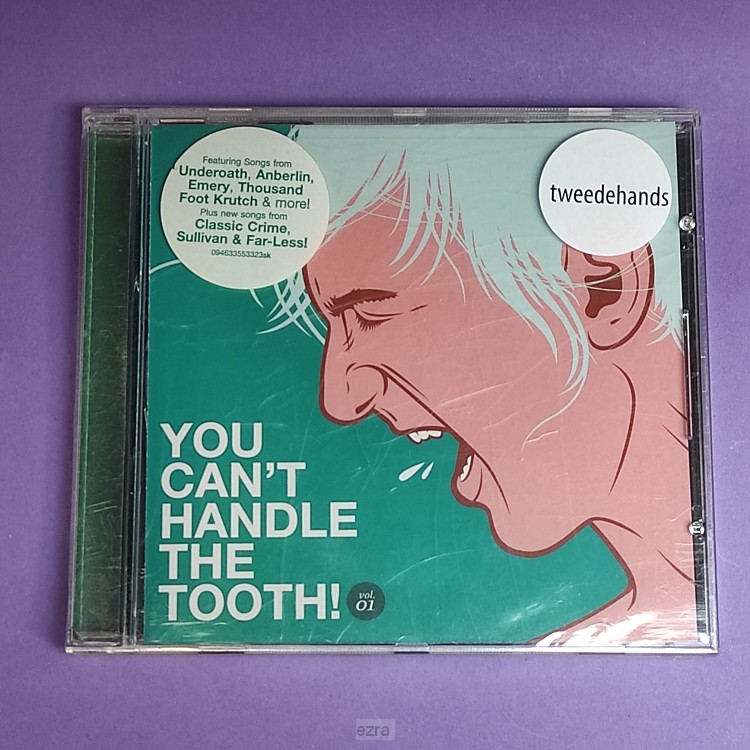 Featuring Songs from
Underoath, Anberlin,
Emery, Thousand
Foot Krutch & more!
Plus new songs from
Classic Crime,
Sullivan & Far-Less!
094633553323sk
tweedehands
YOU
CAN'T
HANDLE
THE
TOOTH!
vol.
01
ezra